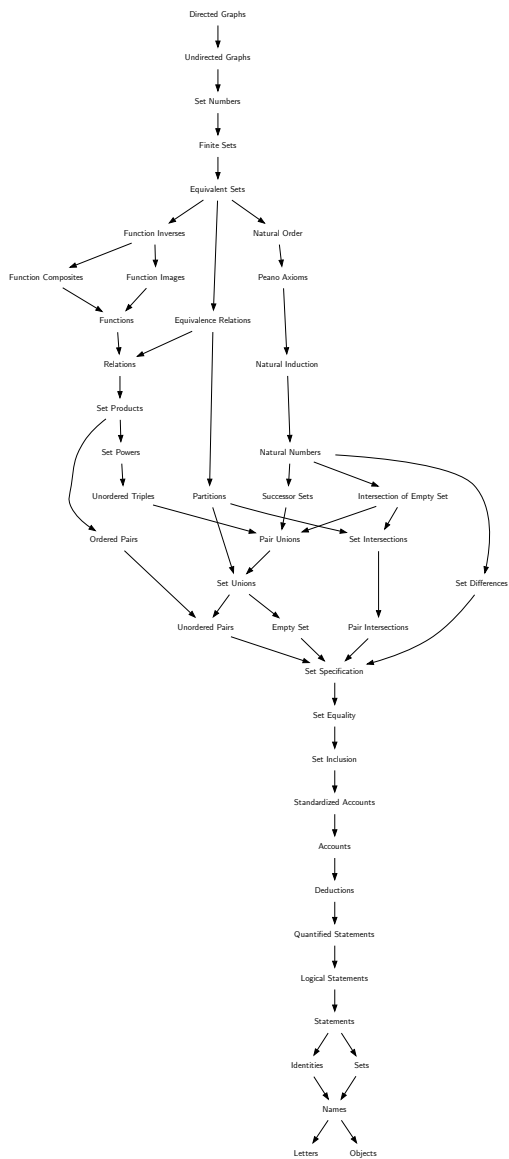 Directed Graphs
Undirected Graphs
Set Numbers
Finite Sets
Equivalent Sets
Function Inverses
Natural Order
Function Composites
Function Images
Peano Axioms
Functions
Equivalence Relations
Relations
Natural Induction
Set Products
Set Powers
Natural Numbers
Unordered Triples
Partitions
Successor Sets
Intersection of Empty Set
Ordered Pairs
Pair Unions
Set Intersections
Set Unions
Set Differences
Unordered Pairs
Empty Set
Pair Intersections
Set Specification
Set Equality
Set Inclusion
Standardized Accounts
Accounts
Deductions
Quantified Statements
Logical Statements
Statements
Identities
Sets
Names
Letters
Objects